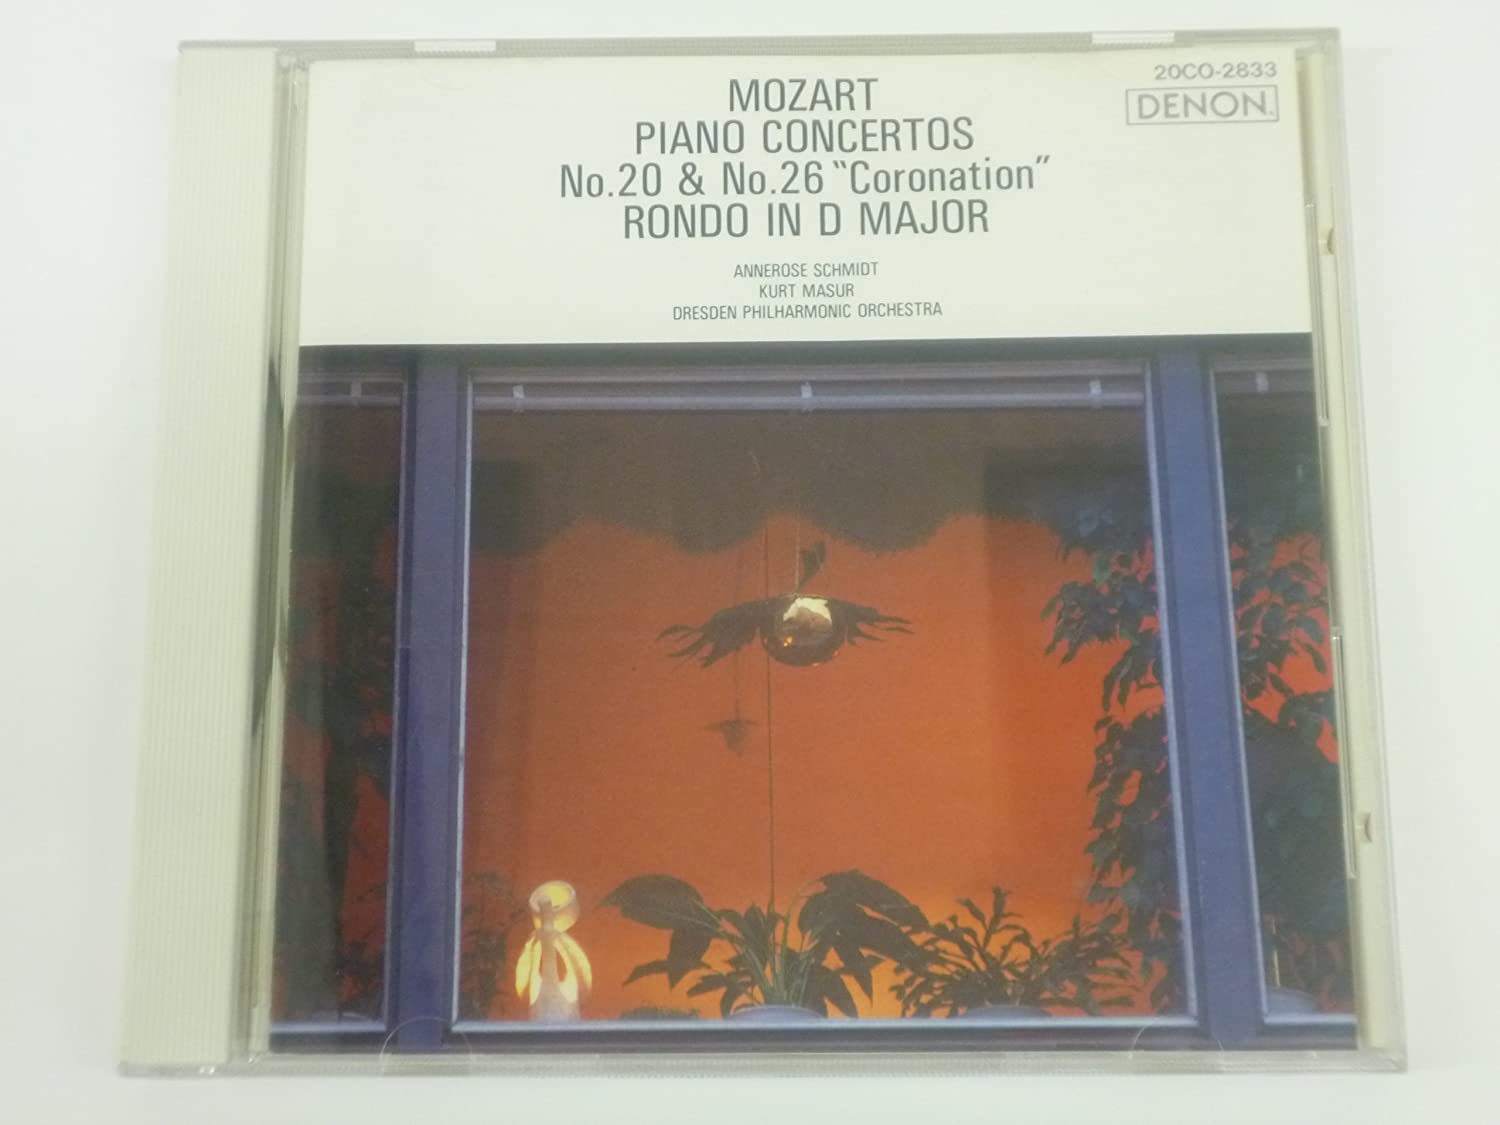 20CO-2833
DENON
MOZART
PIANO CONCERTOS
No.20 & No.26 "Coronation"
RONDO IN D MAJOR
ANNEROSE SCHMIDT
KURT MASUR
DRESDEN PHILHARMONIC ORCHESTRA